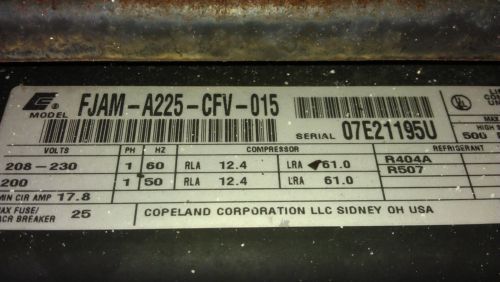 MODEL FJAM-A225-CFV-015
SERIAL 07E21195U
VOLTS PH HZ COMPRESSOR REFRIGERANT
208-230 1 60 RLA 12.4 LRA 61.0 R404A
200 1 50 RLA 12.4 LRA 61.0 R507
MIN CIR AMP 17.8
MAX FUSE/
ACR BREAKER 25
COPELAND CORPORATION LLC SIDNEY OH USA
HIGH
500